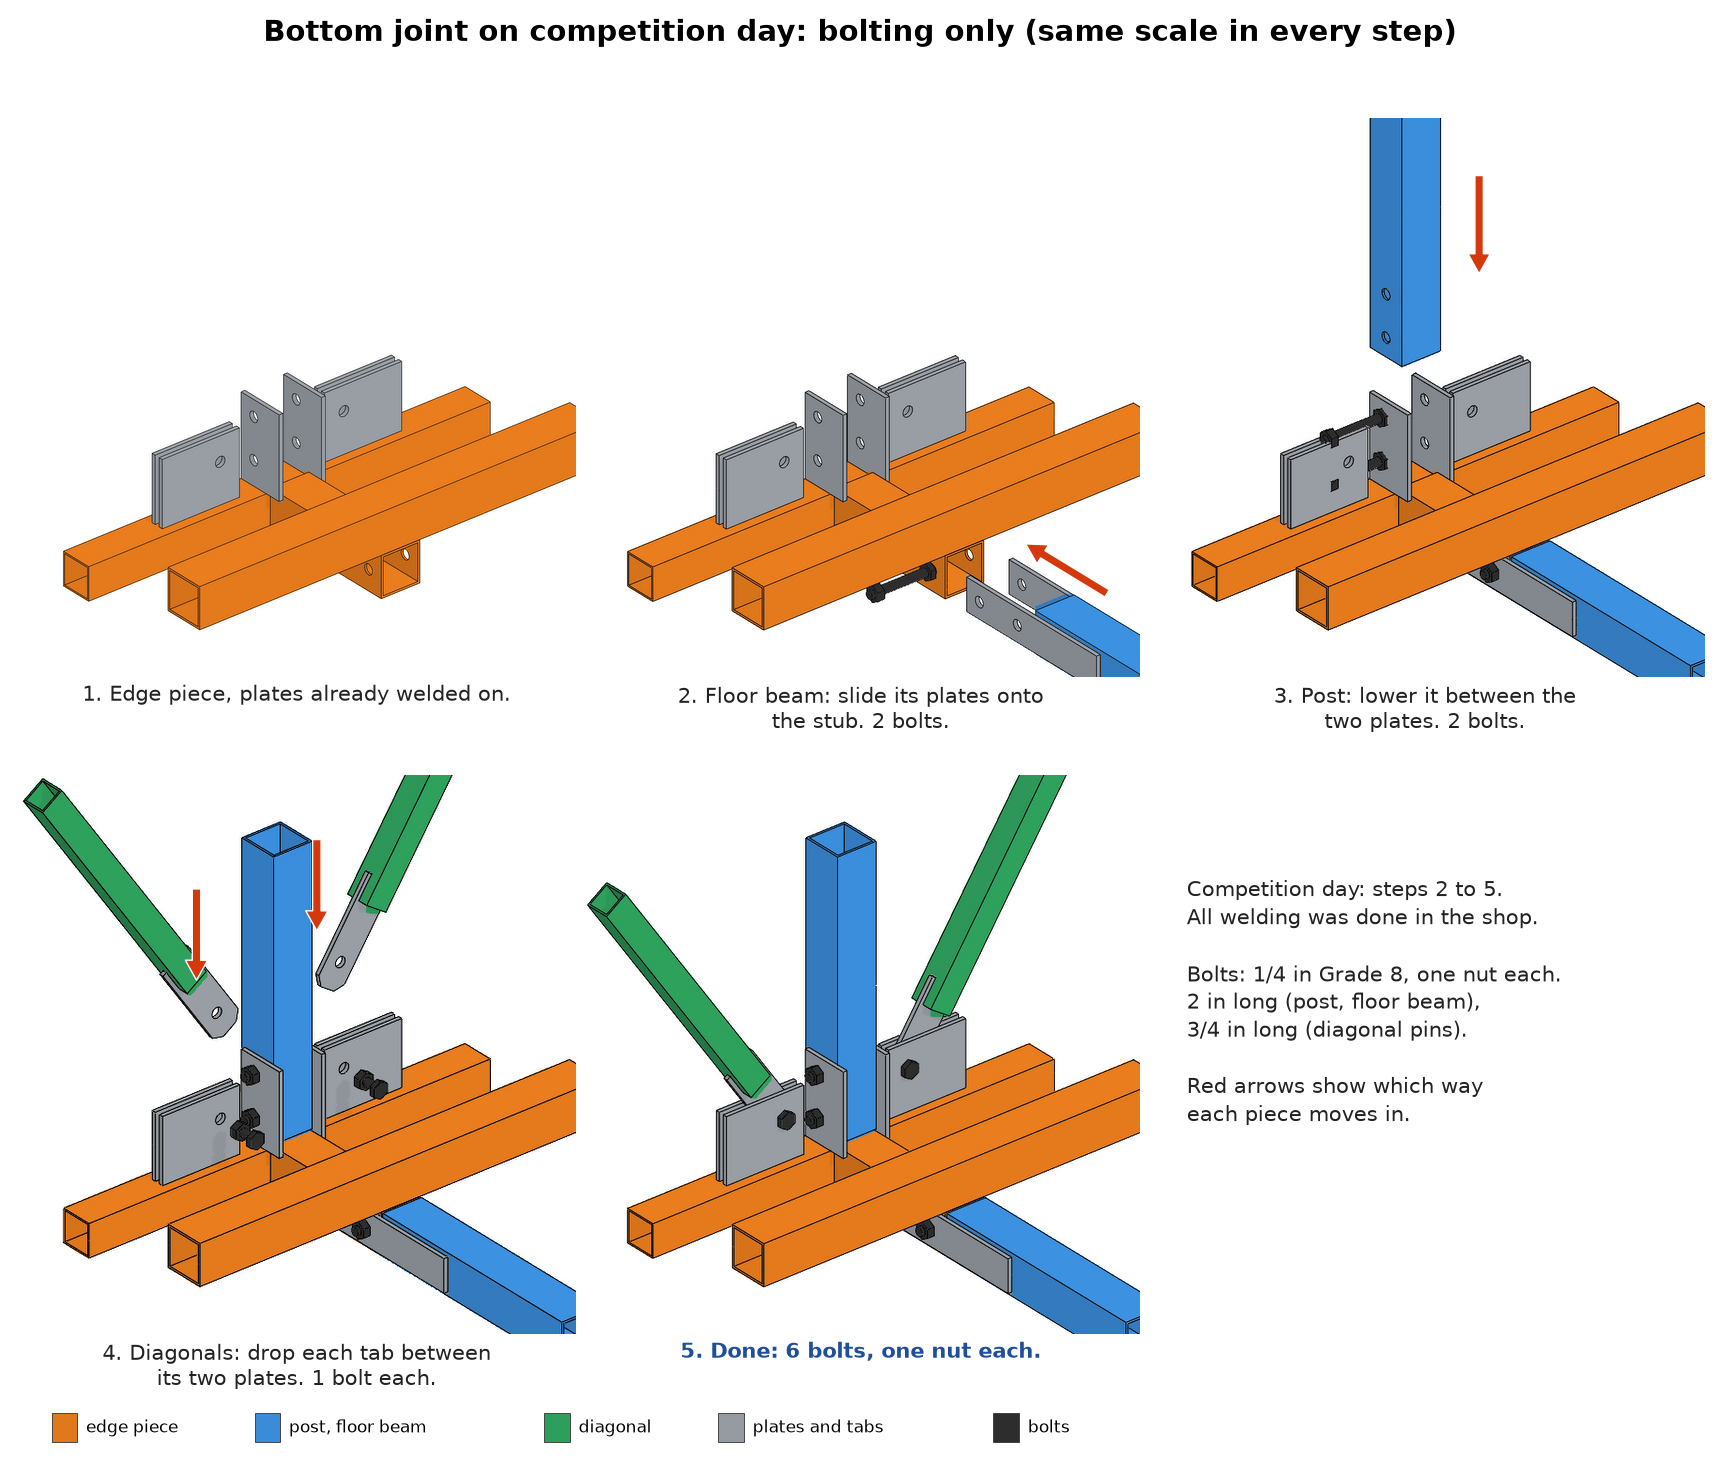 Bottom joint on competition day: bolting only (same scale in every step)
1. Edge piece, plates already welded on.
2. Floor beam: slide its plates onto
the stub. 2 bolts.
3. Post: lower it between the
two plates. 2 bolts.
4. Diagonals: drop each tab between
its two plates. 1 bolt each.
5. Done: 6 bolts, one nut each.
Competition day: steps 2 to 5.
All welding was done in the shop.
Bolts: 1/4 in Grade 8, one nut each.
2 in long (post, floor beam),
3/4 in long (diagonal pins).
Red arrows show which way
each piece moves in.
edge piece
post, floor beam
diagonal
plates and tabs
bolts